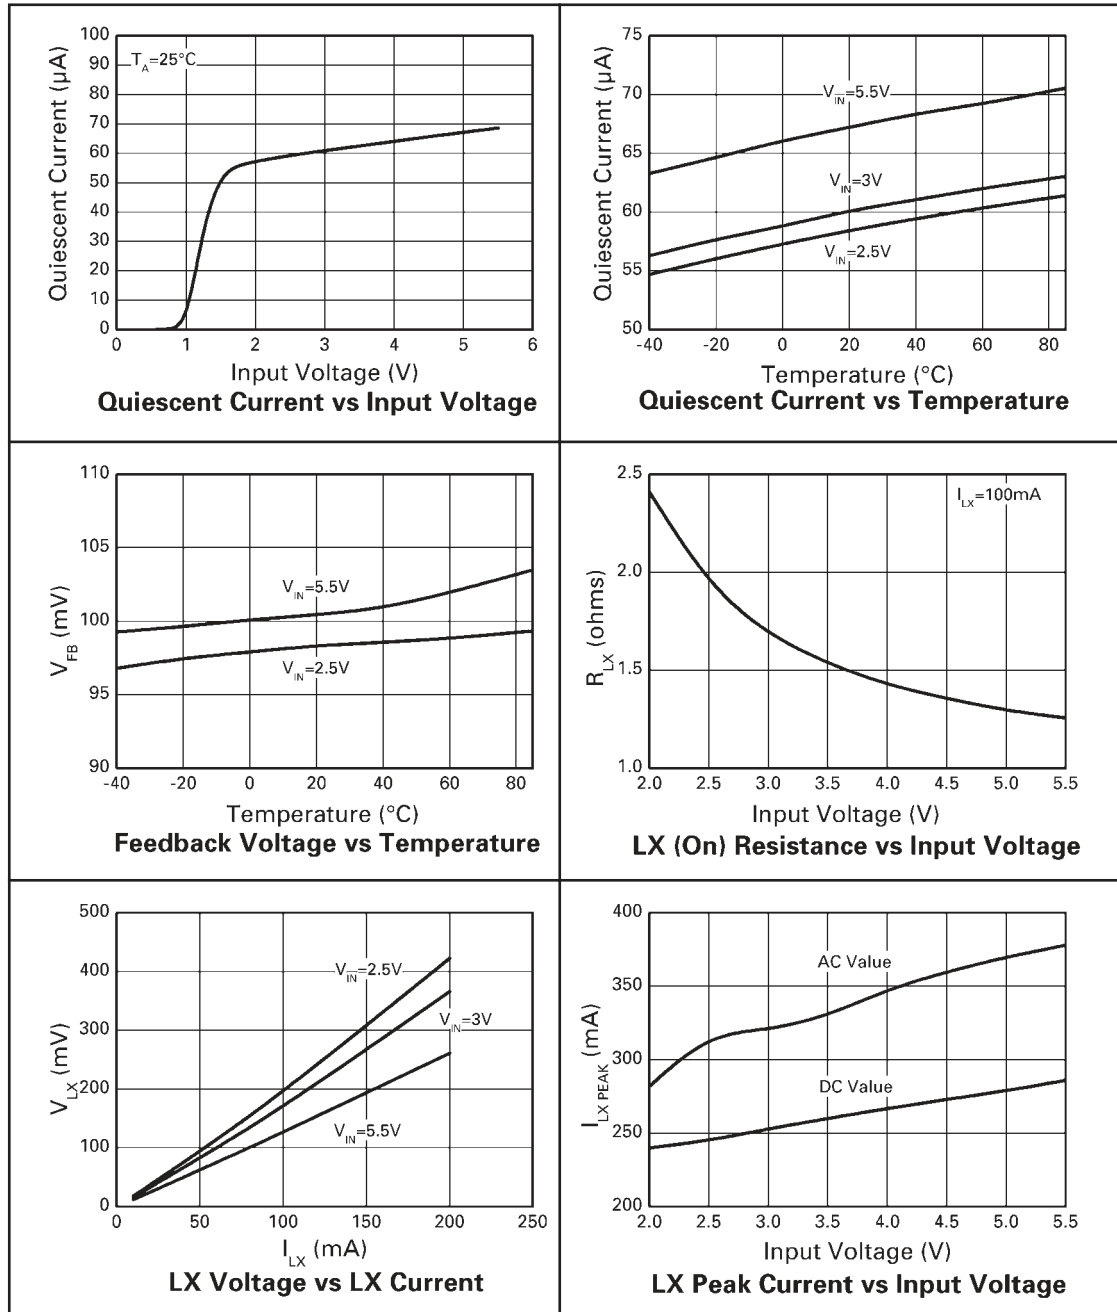 100
90
80
70
60
50
40
30
20
10
0
T_A=25°C
Quiescent Current (µA)
0 1 2 3 4 5 6
Input Voltage (V)
Quiescent Current vs Input Voltage
75
70
65
60
55
50
V_IN=5.5V
V_IN=3V
V_IN=2.5V
Quiescent Current (µA)
-40 -20 0 20 40 60 80
Temperature (°C)
Quiescent Current vs Temperature
110
105
100
95
90
V_IN=5.5V
V_IN=2.5V
V_FB (mV)
-40 -20 0 20 40 60 80
Temperature (°C)
Feedback Voltage vs Temperature
2.5
2.0
1.5
1.0
I_LX=100mA
R_LX (ohms)
2.0 2.5 3.0 3.5 4.0 4.5 5.0 5.5
Input Voltage (V)
LX (On) Resistance vs Input Voltage
500
400
300
200
100
0
V_IN=2.5V
V_IN=3V
V_IN=5.5V
V_LX (mV)
0 50 100 150 200 250
I_LX (mA)
LX Voltage vs LX Current
400
350
300
250
200
AC Value
DC Value
I_LX PEAK (mA)
2.0 2.5 3.0 3.5 4.0 4.5 5.0 5.5
Input Voltage (V)
LX Peak Current vs Input Voltage